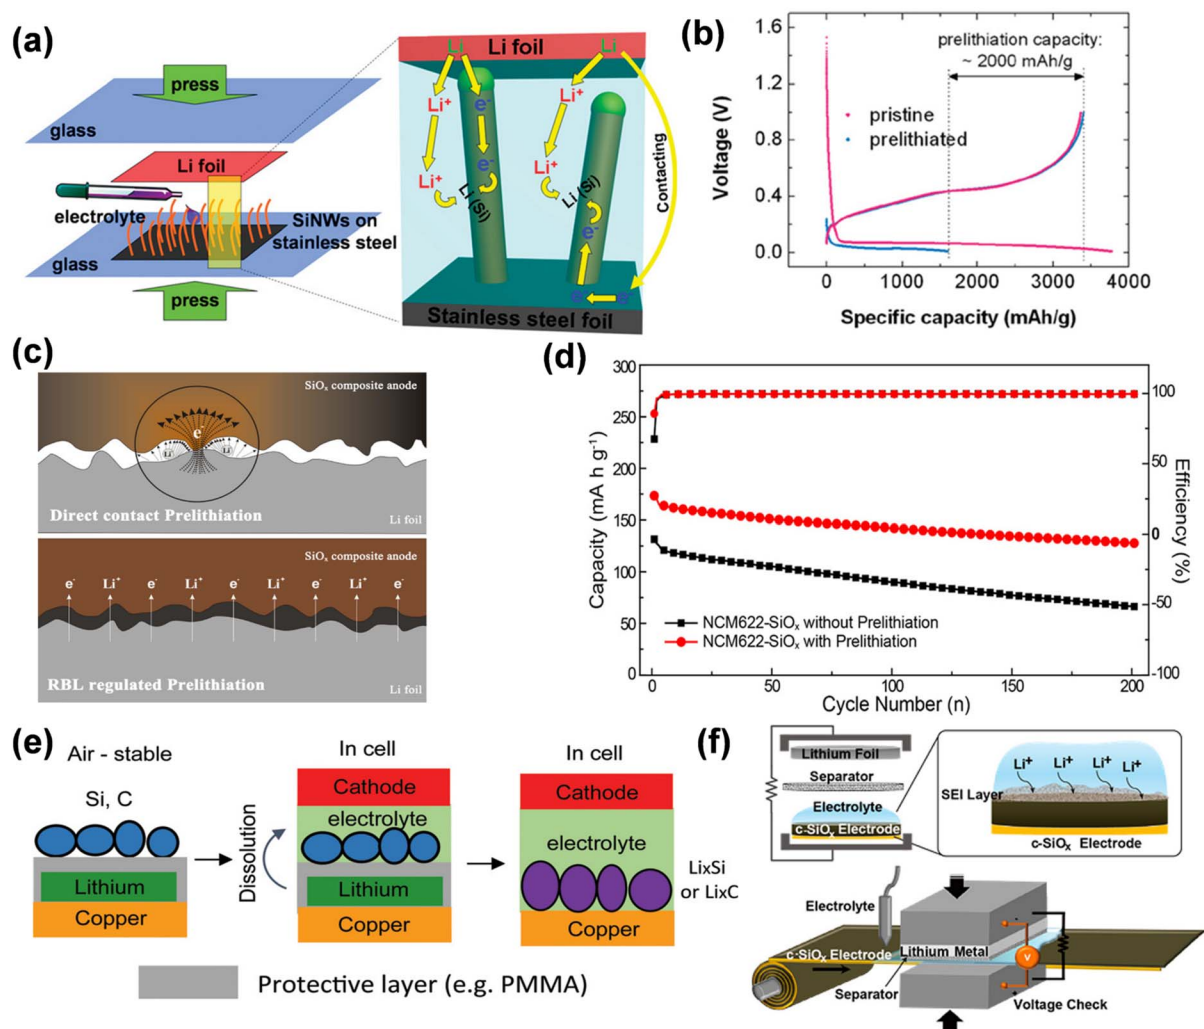 (a)
press
glass
Li foil
electrolyte
SiNWs on
stainless steel
glass
press
Li foil
Li
Li
Li⁺
e⁻
Li⁺
e⁻
Li⁺
Li (Si)
Li⁺
Li (Si)
e⁻
e⁻
e⁻
Contacting
Stainless steel foil
(b)
prelithiation capacity:
~ 2000 mAh/g
pristine
prelithiated
Voltage (V)
1.6
1.2
0.8
0.4
0.0
0
1000
2000
3000
4000
Specific capacity (mAh/g)
(c)
SiOₓ composite anode
e⁻
Li⁺
Li⁺
Direct contact Prelithiation
Li foil
SiOₓ composite anode
e⁻ Li⁺ e⁻ Li⁺ e⁻ Li⁺ e⁻ Li⁺ e⁻
RBL regulated Prelithiation
Li foil
(d)
Capacity (mA h g⁻¹)
300
275
250
225
200
175
150
125
100
75
50
25
0
NCM622-SiOₓ without Prelithiation
NCM622-SiOₓ with Prelithiation
100
50
0
-50
-100
Efficiency (%)
0
50
100
150
200
Cycle Number (n)
(e)
Air - stable
Si, C
Lithium
Copper
Dissolution
In cell
Cathode
electrolyte
Lithium
Copper
In cell
Cathode
electrolyte
Copper
LixSi
or LixC
Protective layer (e.g. PMMA)
(f)
Lithium Foil
Separator
Electrolyte
c-SiOₓ Electrode
Li⁺ Li⁺ Li⁺ Li⁺
SEI Layer
c-SiOₓ Electrode
Electrolyte
c-SiOₓ Electrode
Lithium Metal
Separator
-
V
+
Voltage Check